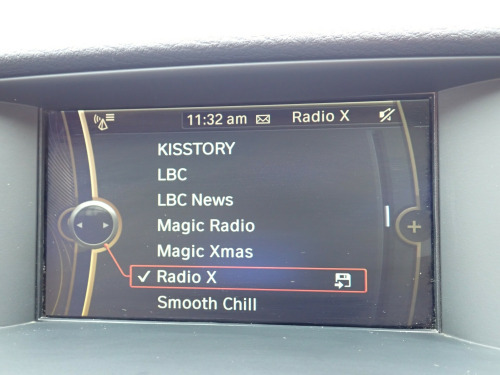 11:32 am Radio X
KISSTORY
LBC
LBC News
Magic Radio
Magic Xmas
Radio X
Smooth Chill